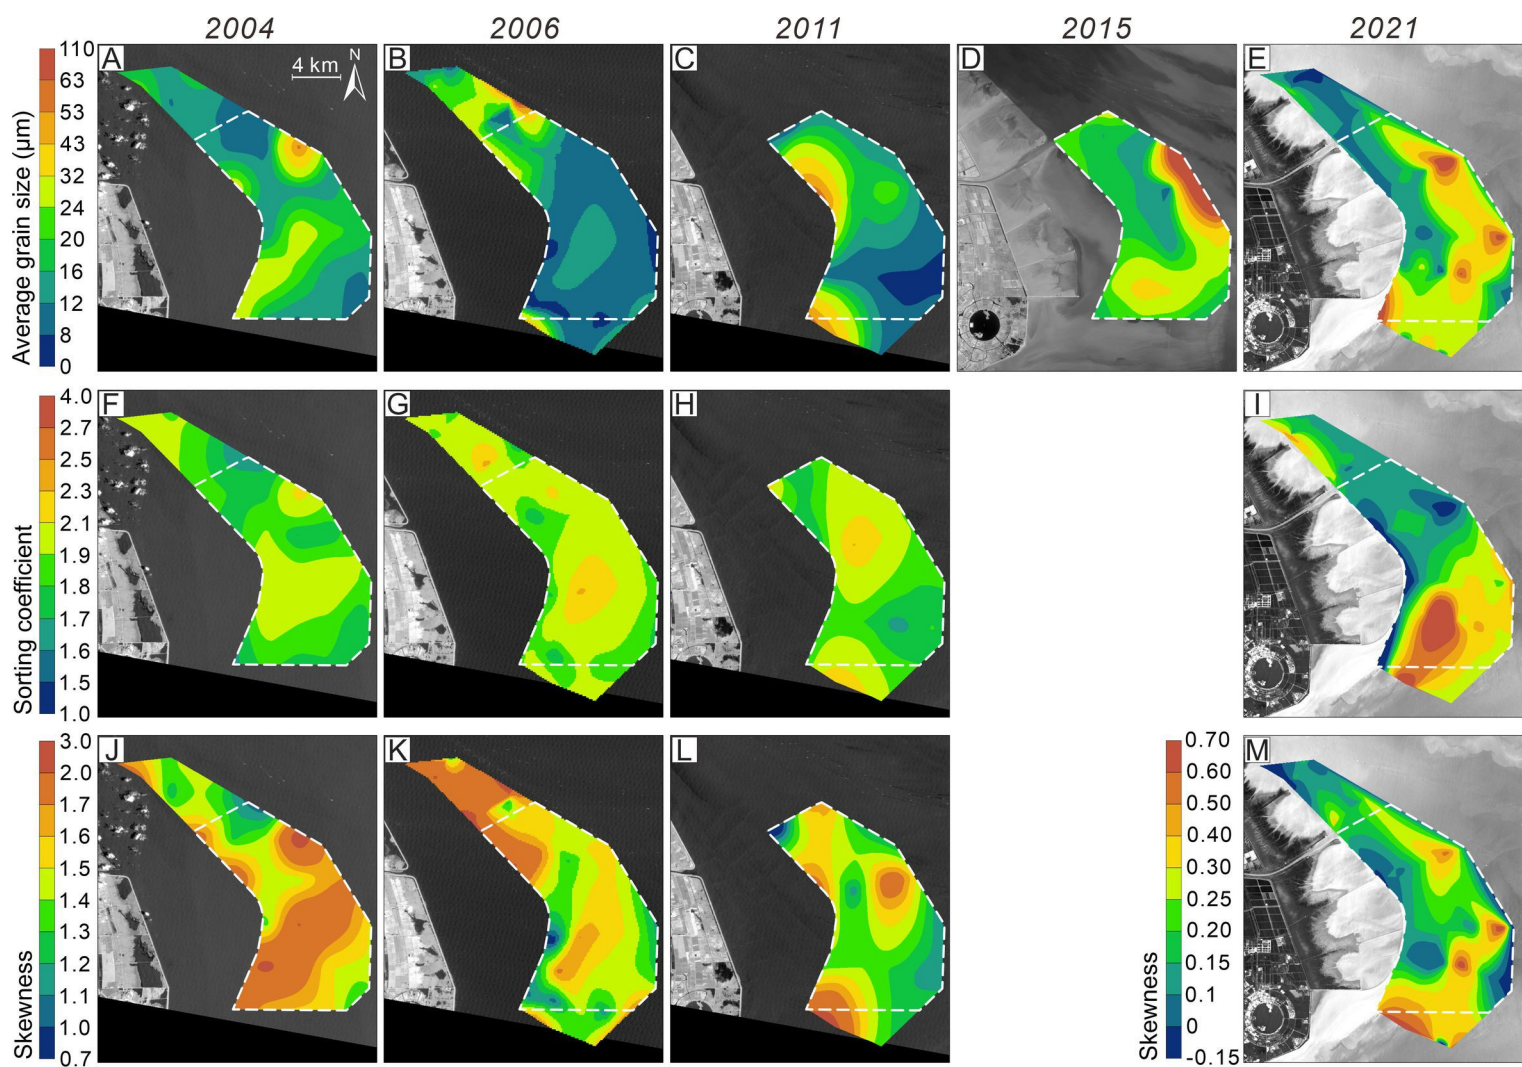 2004
2006
2011
2015
2021
A
4 km
N
B
C
D
E
Average grain size (μm)
110
63
53
43
32
24
20
16
12
8
0
F
G
H
I
Sorting coefficient
4.0
2.7
2.5
2.3
2.1
1.9
1.8
1.7
1.6
1.5
1.0
J
K
L
M
Skewness
3.0
2.0
1.7
1.6
1.5
1.4
1.3
1.2
1.1
1.0
0.7
Skewness
0.70
0.60
0.50
0.40
0.30
0.25
0.20
0.15
0.1
0
-0.15